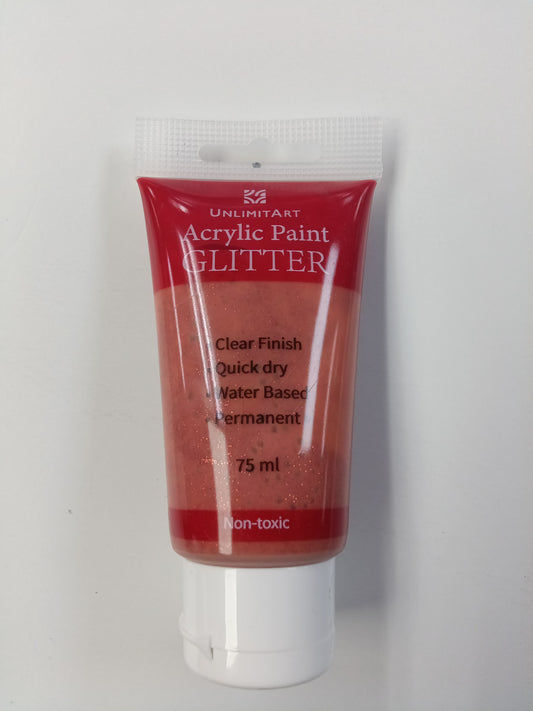 UNLIMITART
Acrylic Paint
GLITTER
• Clear Finish
• Quick dry
• Water Based
• Permanent
75 ml
Non-toxic